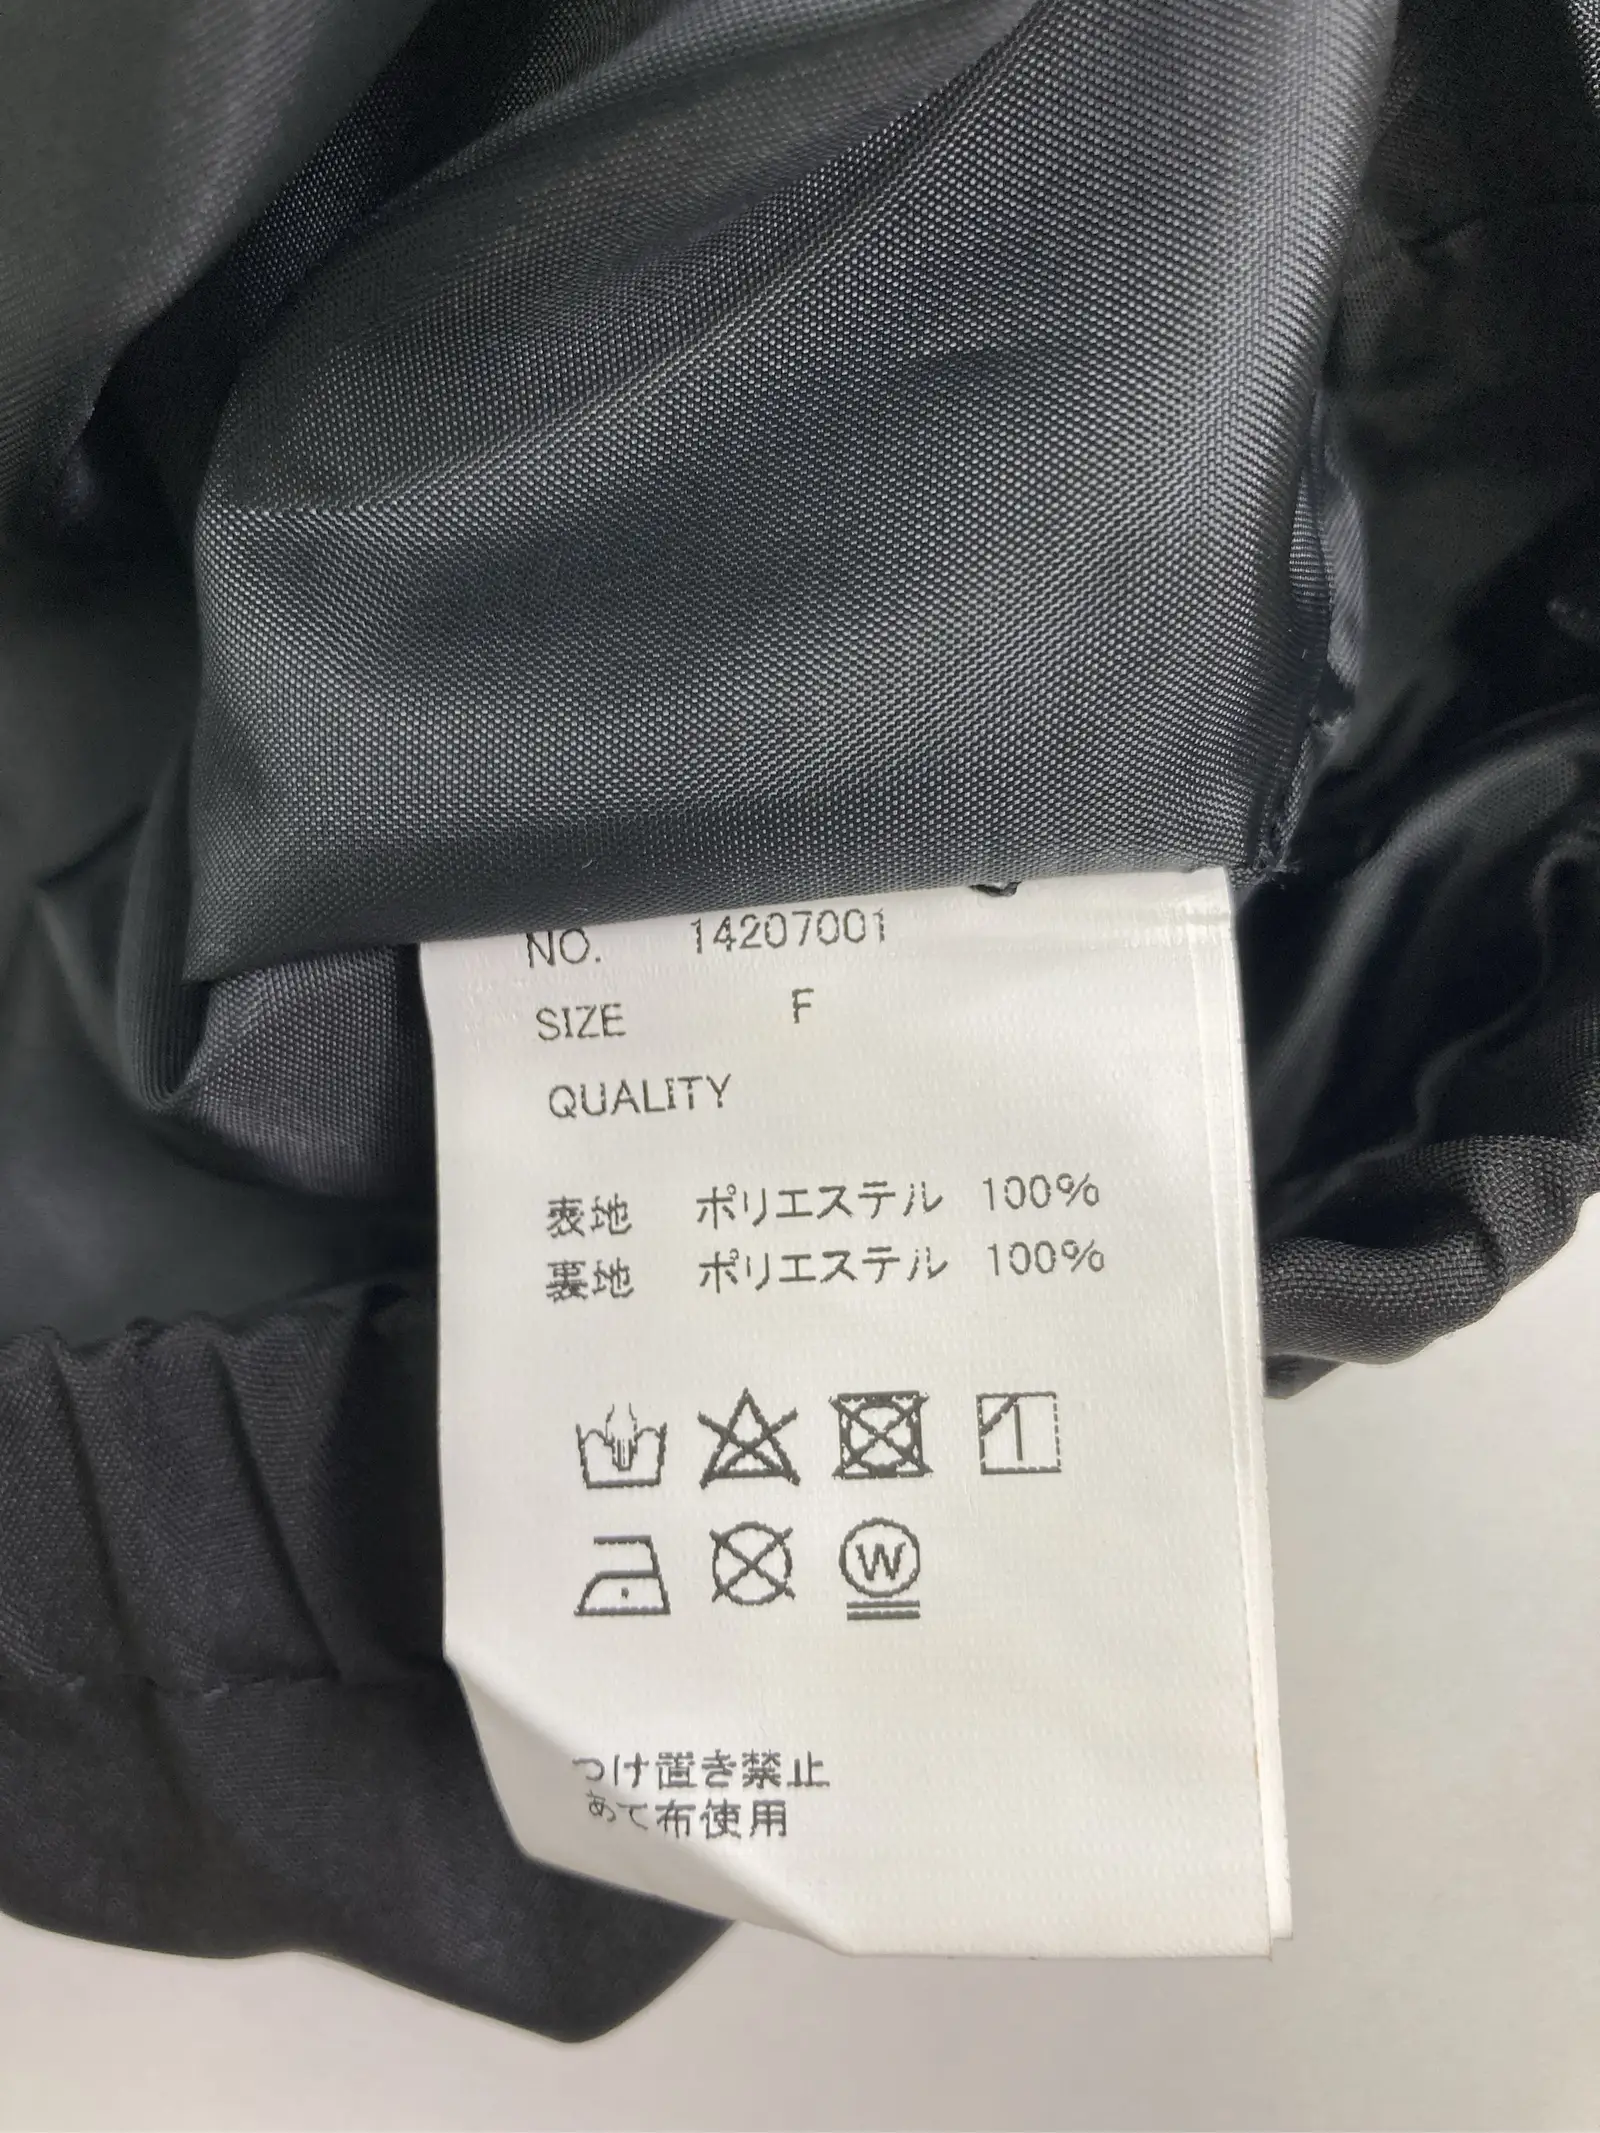 NO. 14207001
SIZE F
QUALITY
表地 ポリエステル 100%
裏地 ポリエステル 100%
W
つけ置き禁止
あて布使用